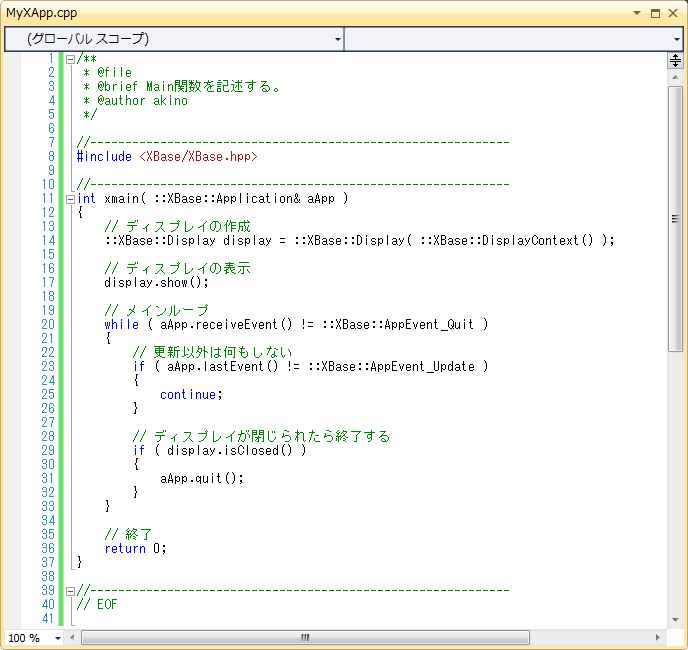 MyXApp.cpp
(グローバル スコープ)
1 /**
2  * @file
3  * @brief Main関数を記述する。
4  * @author akino
5  */
6
7 //------------------------------------------------------------
8 #include <XBase/XBase.hpp>
9
10 //------------------------------------------------------------
11 int xmain( ::XBase::Application& aApp )
12 {
13     // ディスプレイの作成
14     ::XBase::Display display = ::XBase::Display( ::XBase::DisplayContext() );
15
16     // ディスプレイの表示
17     display.show();
18
19     // メインループ
20     while ( aApp.receiveEvent() != ::XBase::AppEvent_Quit )
21     {
22         // 更新以外は何もしない
23         if ( aApp.lastEvent() != ::XBase::AppEvent_Update )
24         {
25             continue;
26         }
27
28         // ディスプレイが閉じられたら終了する
29         if ( display.isClosed() )
30         {
31             aApp.quit();
32         }
33     }
34
35     // 終了
36     return 0;
37 }
38
39 //------------------------------------------------------------
40 // EOF
41
100 %